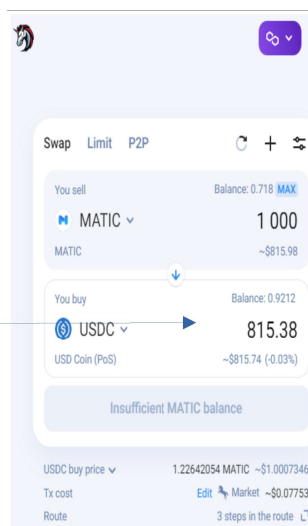 Swap Limit P2P
You sell Balance: 0.718 MAX
MATIC 1 000
MATIC ~$815.98
You buy Balance: 0.9212
USDC 815.38
USD Coin (PoS) ~$815.74 (-0.03%)
Insufficient MATIC balance
USDC buy price 1.22642054 MATIC ~$1.0007346
Tx cost Edit Market ~$0.07753
Route 3 steps in the route